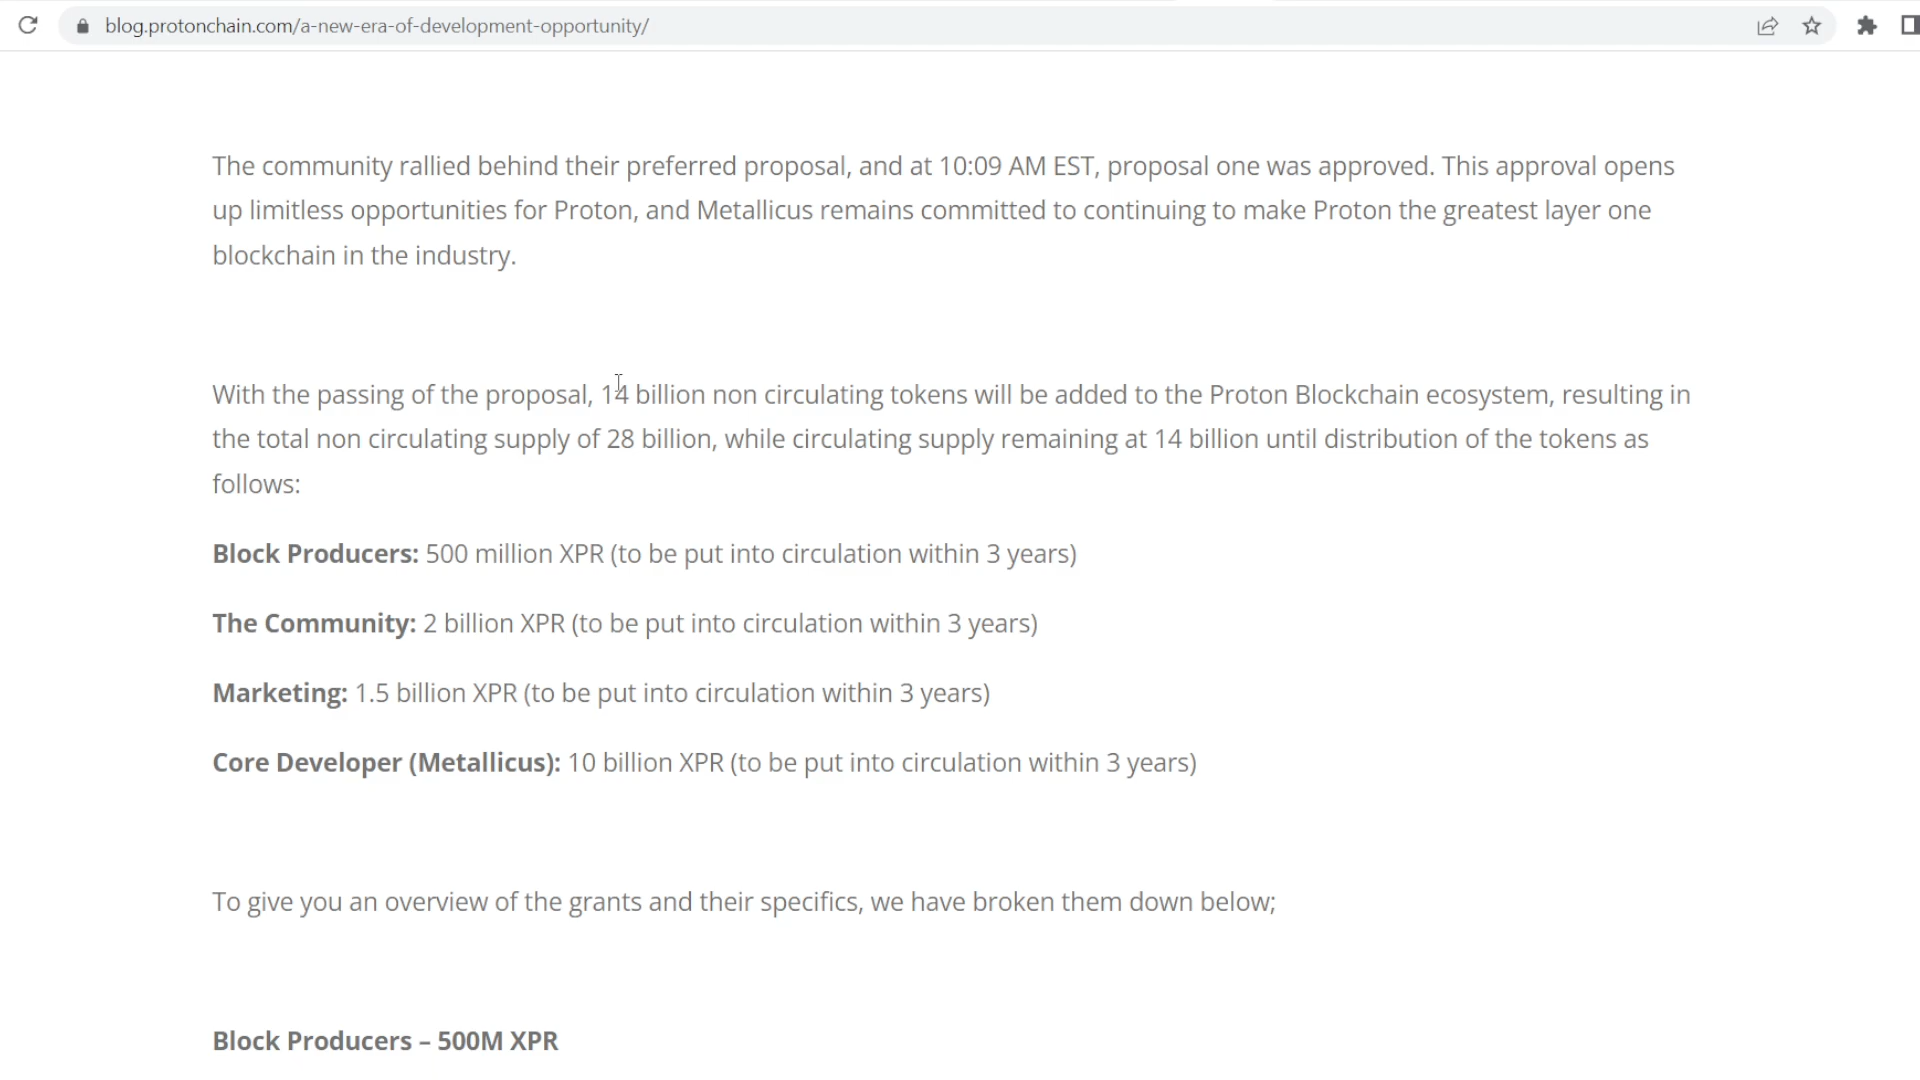 blog.protonchain.com/a-new-era-of-development-opportunity/
The community rallied behind their preferred proposal, and at 10:09 AM EST, proposal one was approved. This approval opens
up limitless opportunities for Proton, and Metallicus remains committed to continuing to make Proton the greatest layer one
blockchain in the industry.
With the passing of the proposal, 14 billion non circulating tokens will be added to the Proton Blockchain ecosystem, resulting in
the total non circulating supply of 28 billion, while circulating supply remaining at 14 billion until distribution of the tokens as
follows:
Block Producers: 500 million XPR (to be put into circulation within 3 years)
The Community: 2 billion XPR (to be put into circulation within 3 years)
Marketing: 1.5 billion XPR (to be put into circulation within 3 years)
Core Developer (Metallicus): 10 billion XPR (to be put into circulation within 3 years)
To give you an overview of the grants and their specifics, we have broken them down below;
Block Producers – 500M XPR